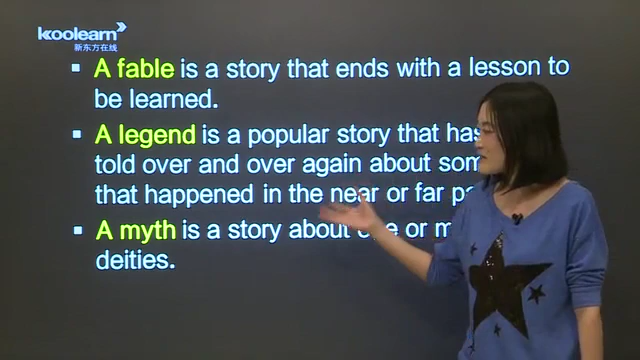 koolearn
新东方在线
A fable is a story that ends with a lesson to
be learned.
A legend is a popular story that has
told over and over again about
that happened in the near or far
A myth is a story about or
deities.